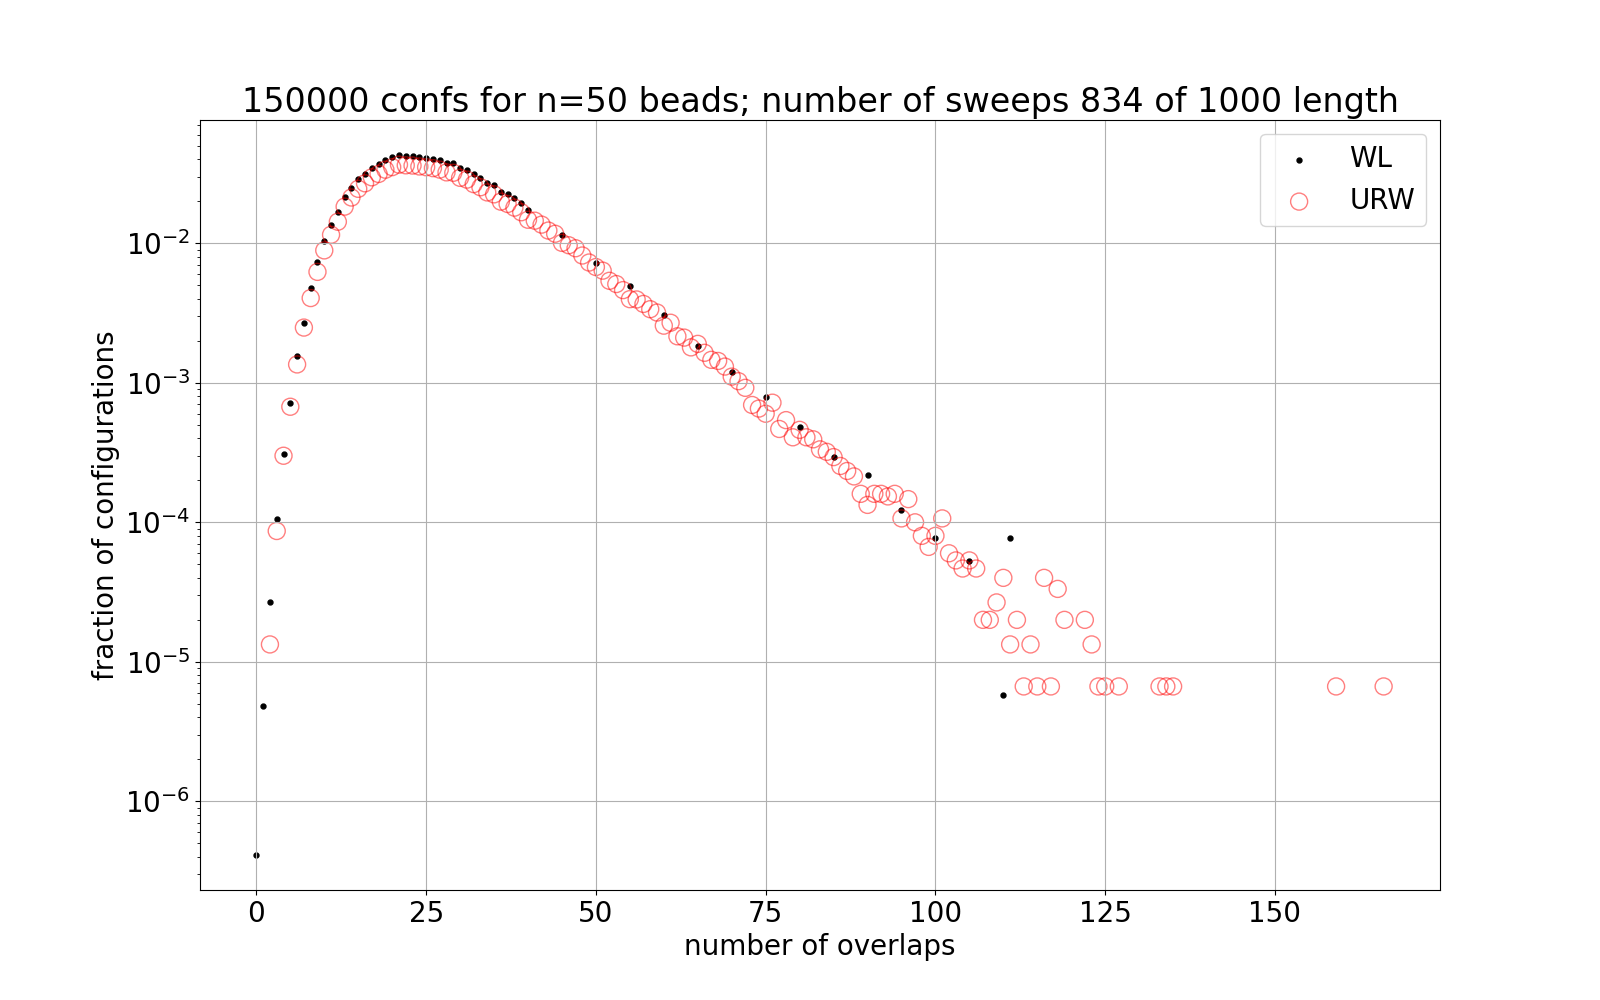 150000 confs for n=50 beads; number of sweeps 834 of 1000 length
WL
URW
fraction of configurations
10⁻²
10⁻³
10⁻⁴
10⁻⁵
10⁻⁶
0 25 50 75 100 125 150
number of overlaps